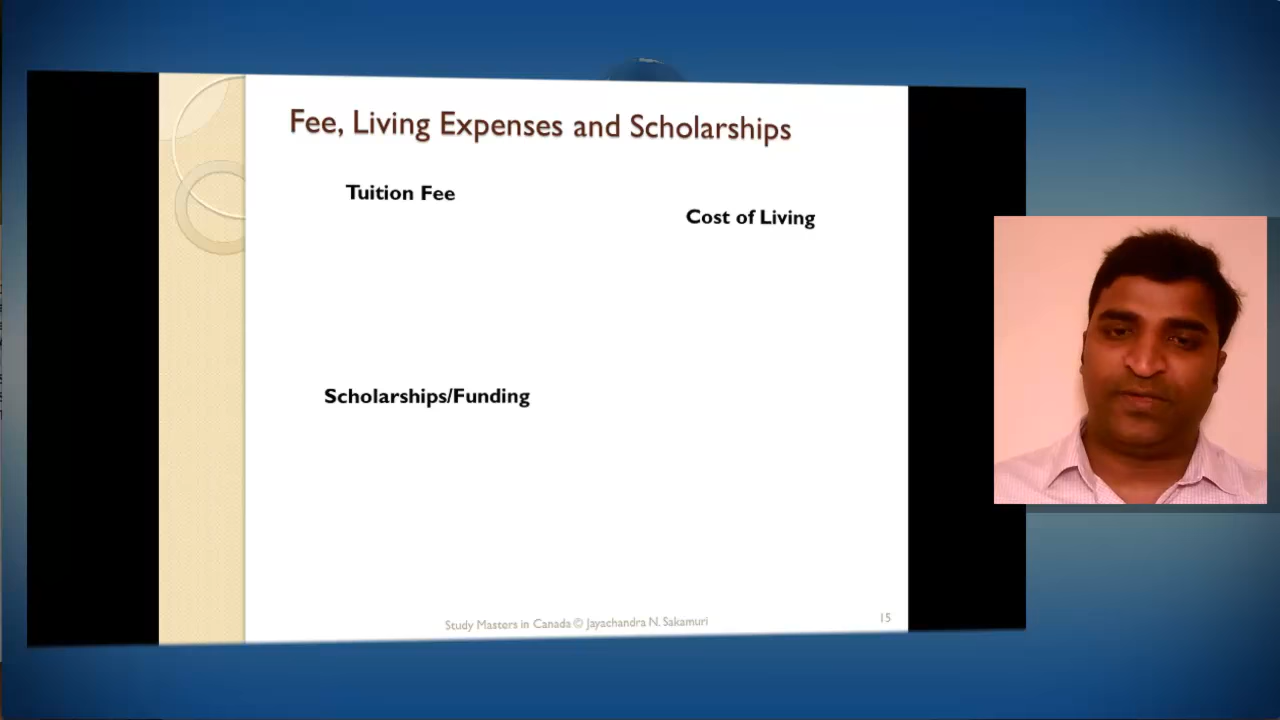 Fee, Living Expenses and Scholarships
Tuition Fee
Cost of Living
Scholarships/Funding
Study Masters in Canada © Jayachandra N. Sakamuri
15